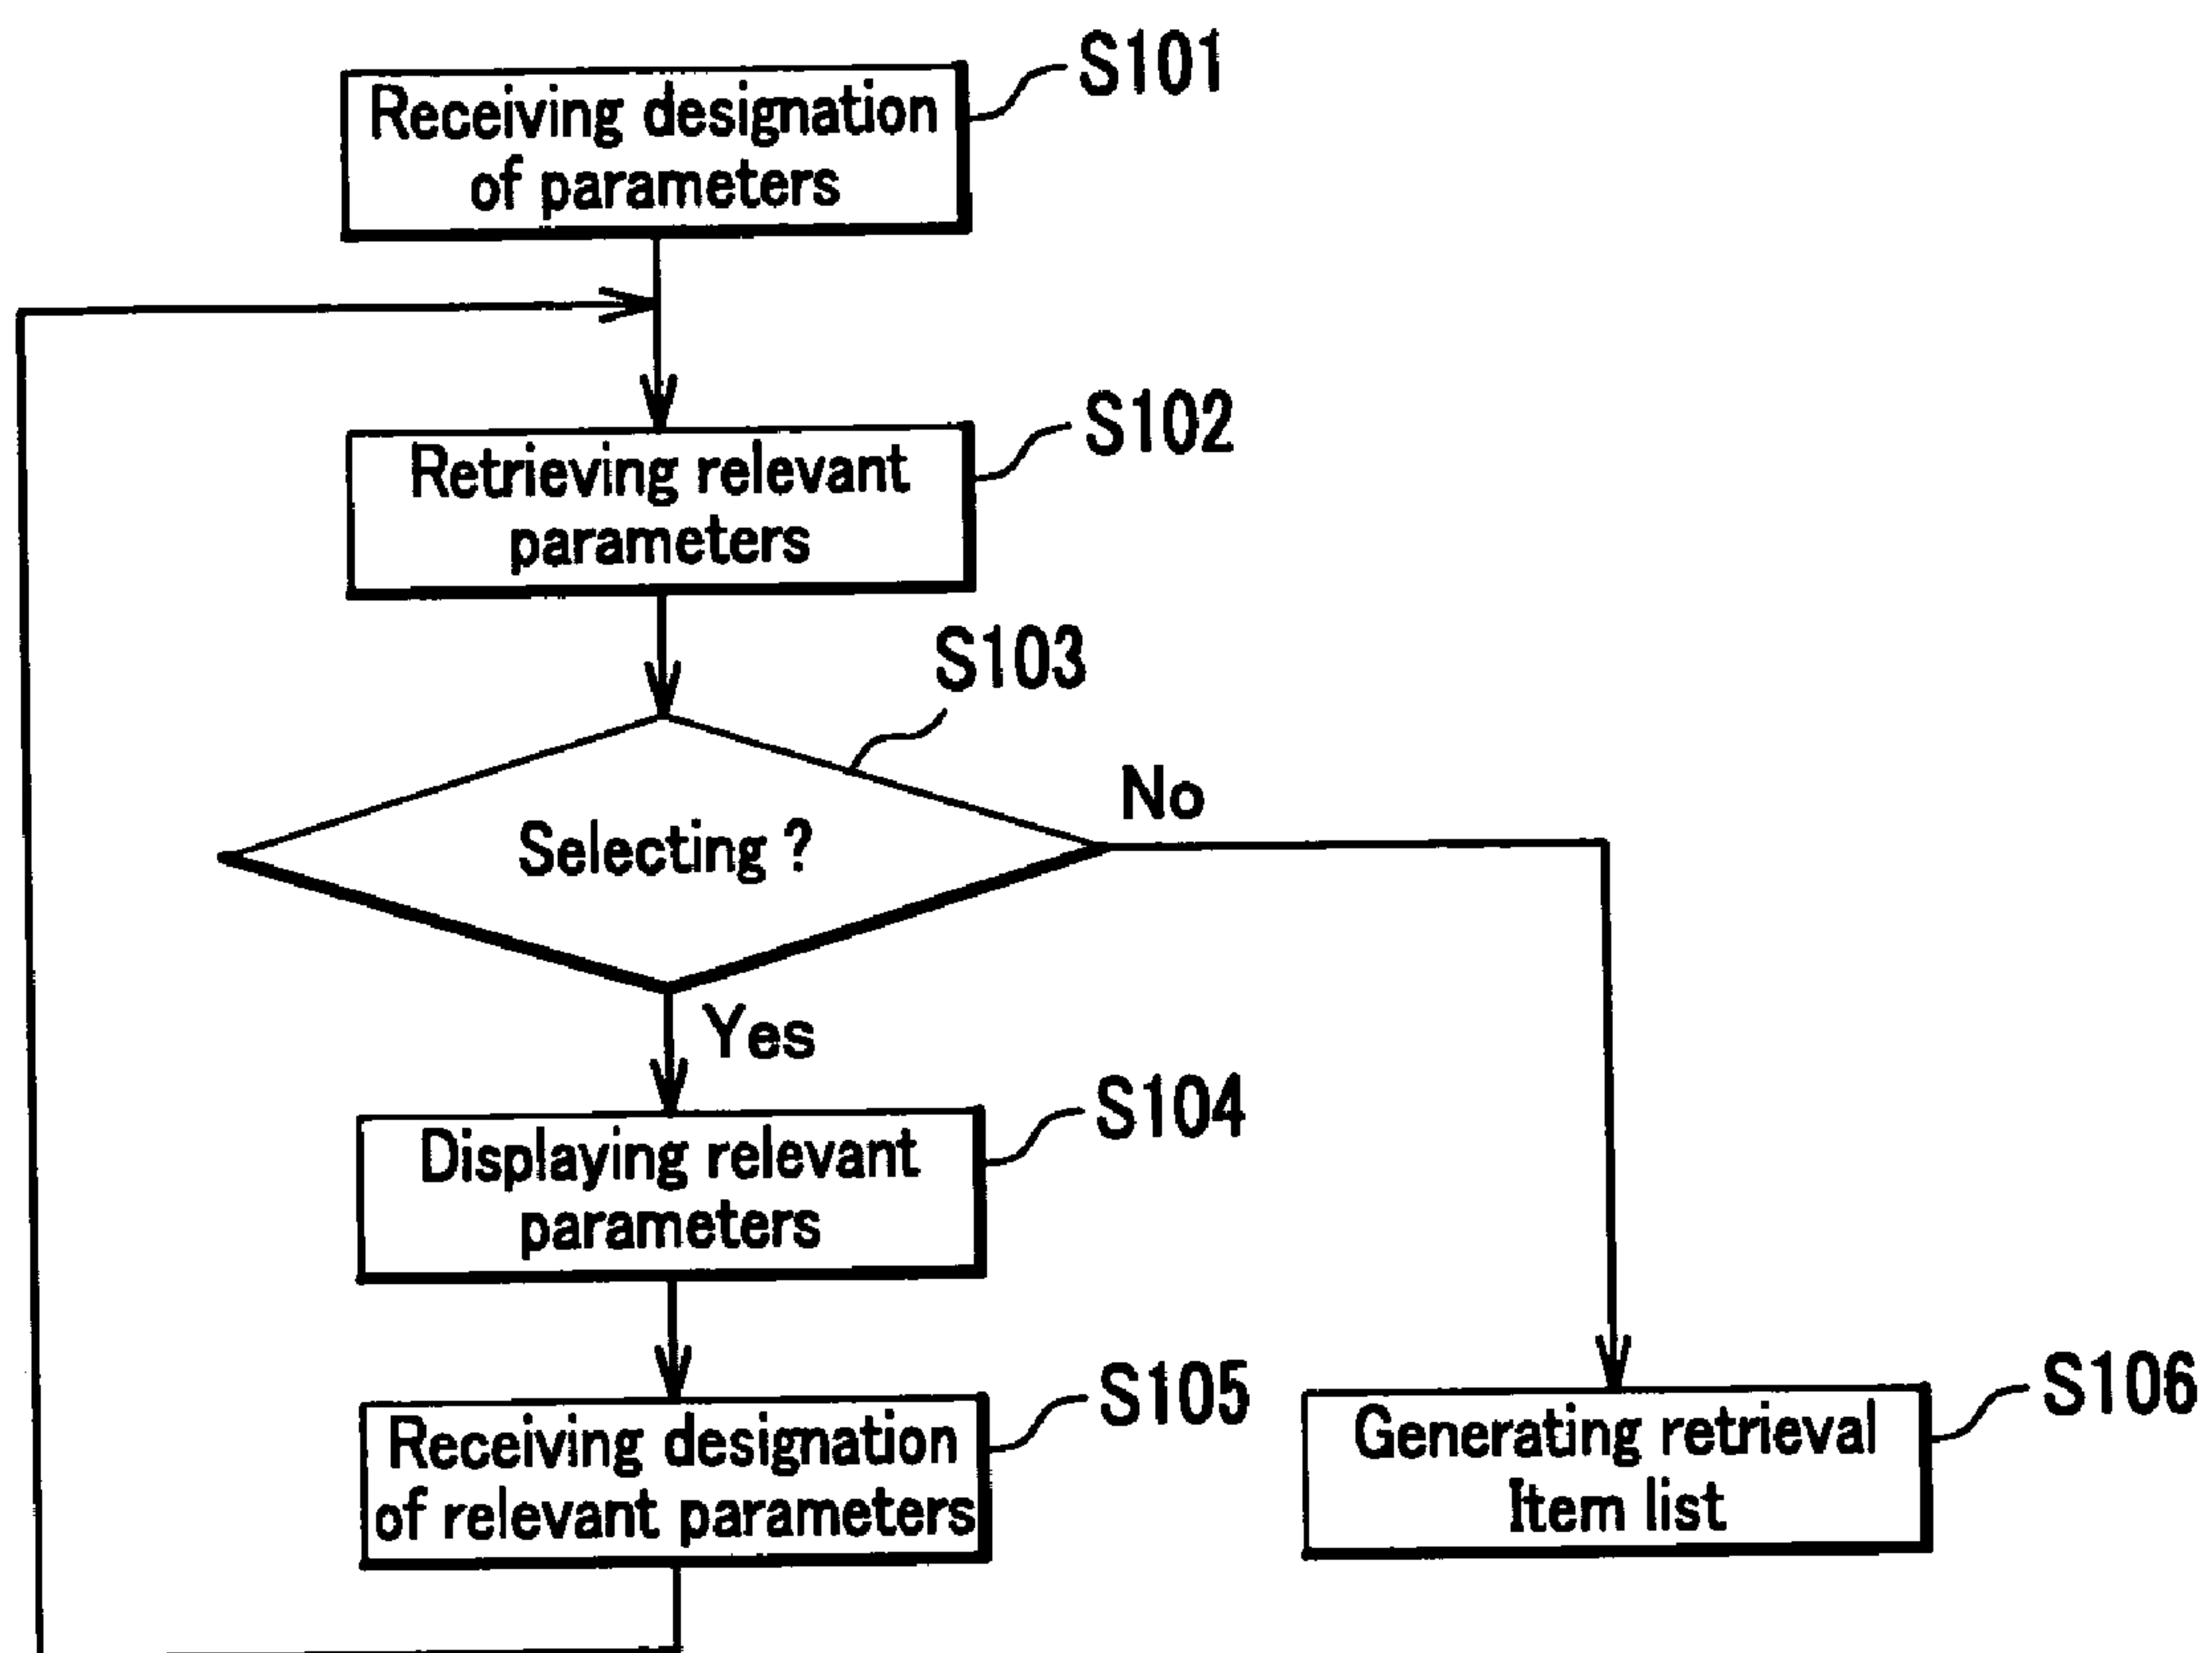 S101
Receiving designation
of parameters
S102
Retrieving relevant
parameters
S103
Selecting ?
No
Yes
S104
Displaying relevant
parameters
S105
Receiving designation
of relevant parameters
S106
Generating retrieval
Item list